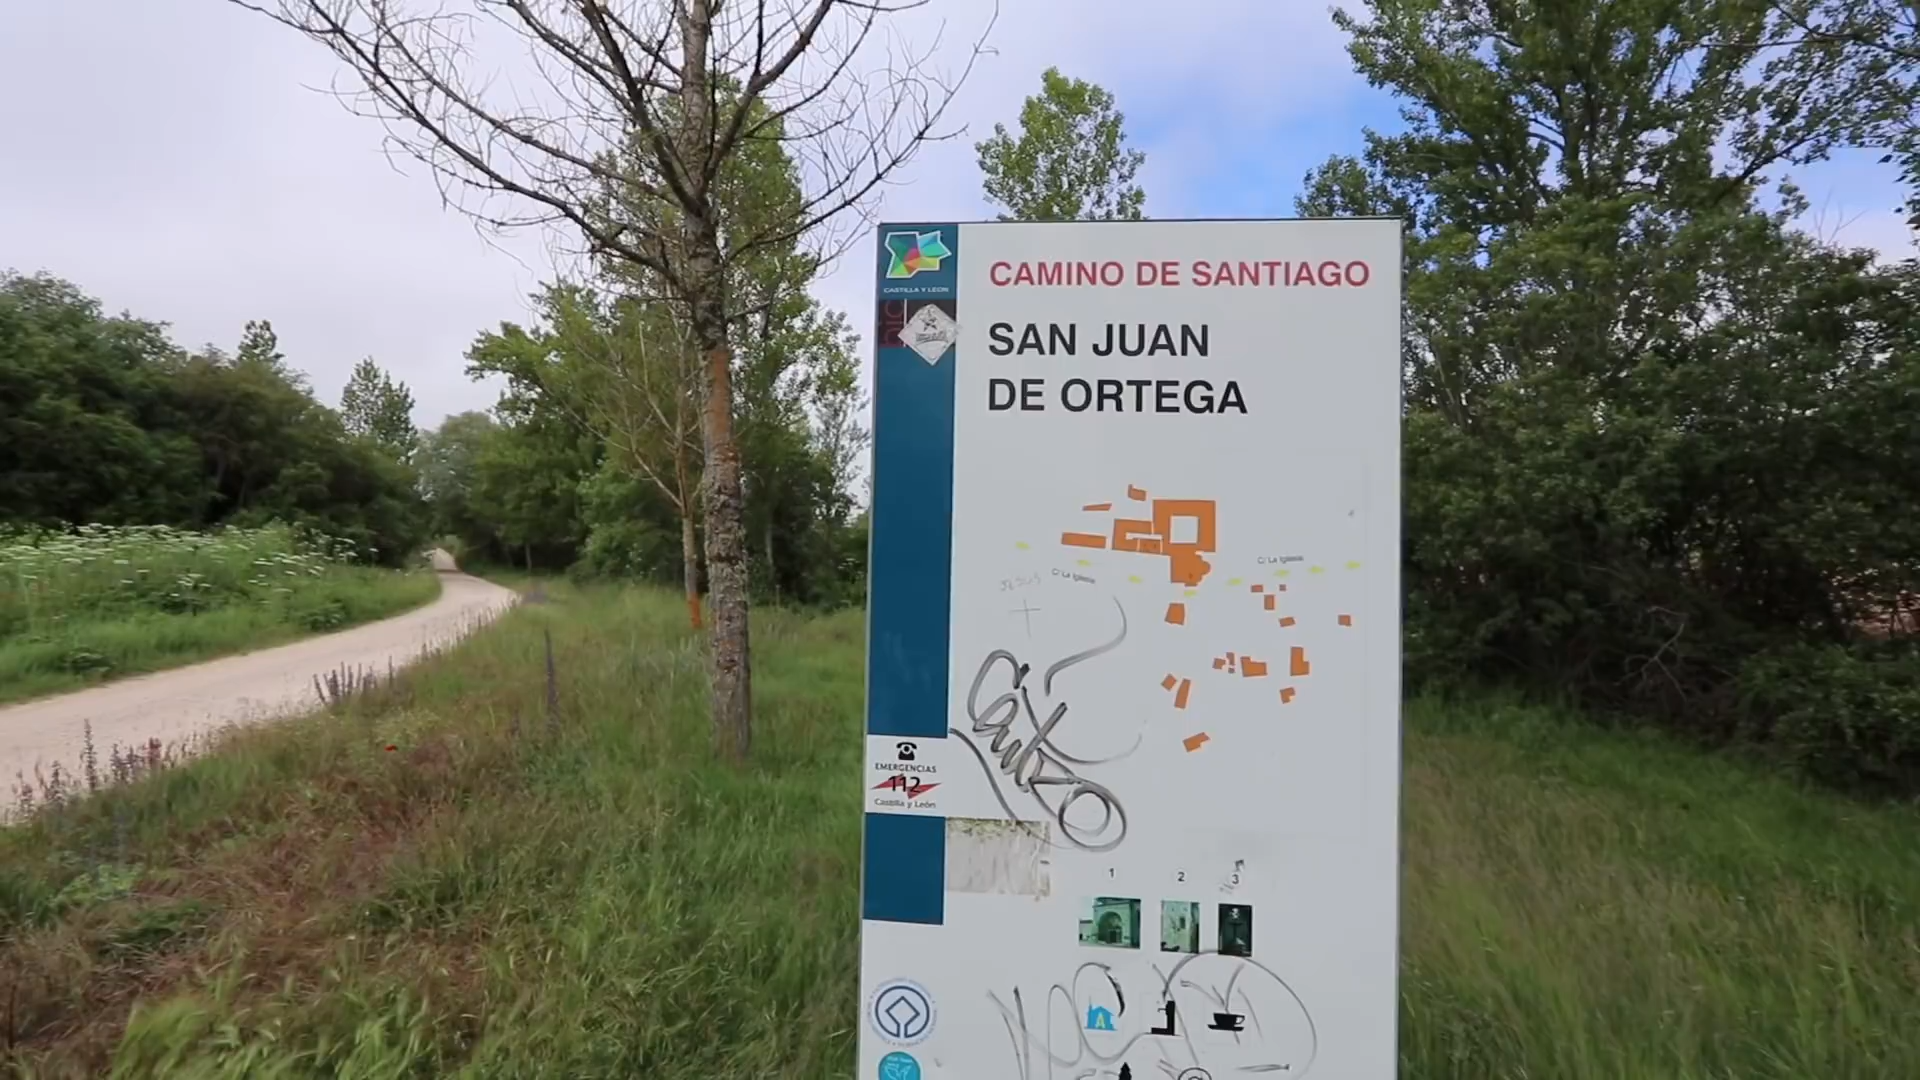 CASTILLA Y LEÓN
CAMINO DE SANTIAGO
SAN JUAN
DE ORTEGA
C/ La Iglesia
C/ La Iglesia
JESUS
EMERGENCIAS
112
Castilla y León
1
2
3
A